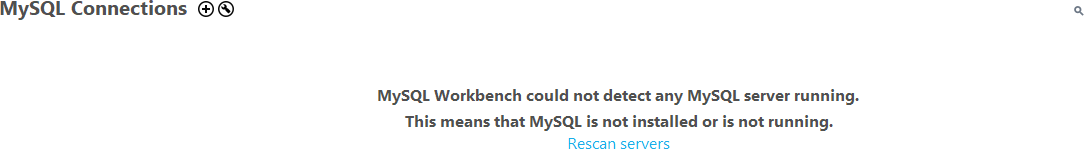 MySQL Connections
MySQL Workbench could not detect any MySQL server running.
This means that MySQL is not installed or is not running.
Rescan servers